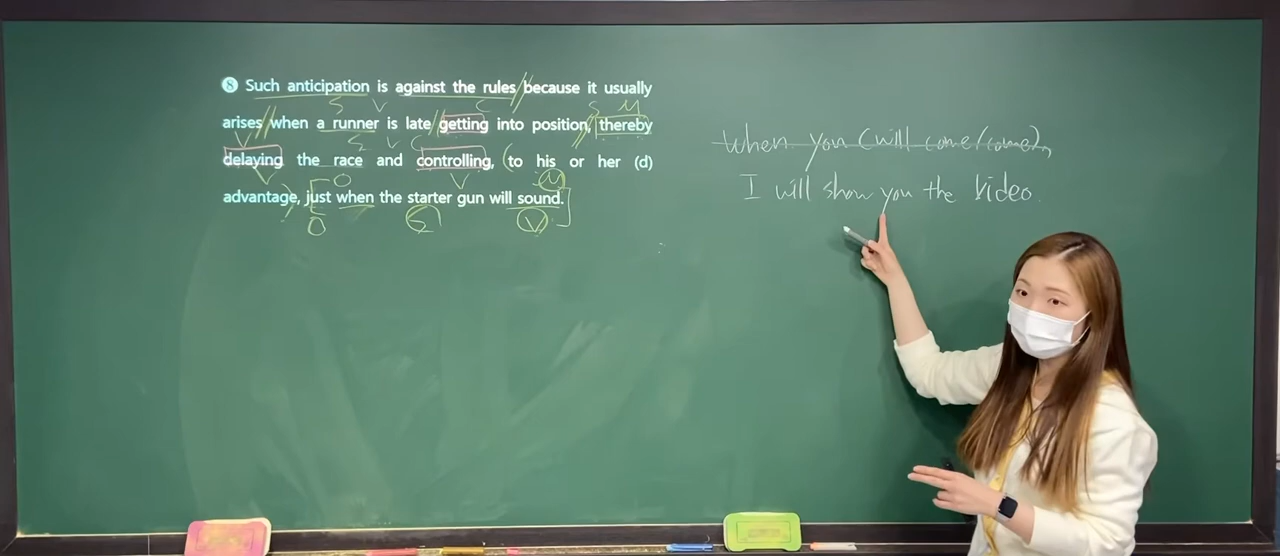 ⑧ Such anticipation is against the rules because it usually
arises when a runner is late getting into position, thereby
delaying the race and controlling, to his or her (d)
advantage, just when the starter gun will sound.
S V C S M
V S V C
V O V M
O S V
When you (will come/come),
I will show you the Video.